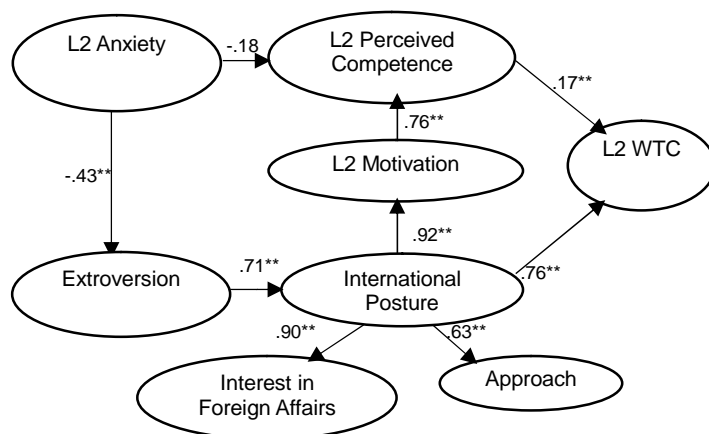 L2 Anxiety
-.18
L2 Perceived
Competence
.17**
-.43**
.76**
L2 WTC
L2 Motivation
.92**
Extroversion
.71**
International
Posture
.76**
.90**
.63**
Interest in
Foreign Affairs
Approach